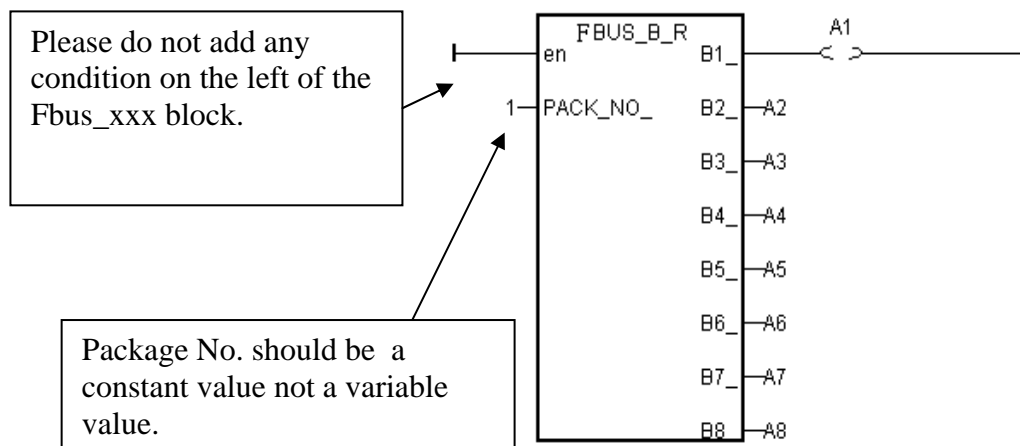 Please do not add any
condition on the left of the
Fbus_xxx block.
FBUS_B_R
A1
en B1_
1 PACK_NO_ B2_ A2
B3_ A3
B4_ A4
B5_ A5
B6_ A6
B7_ A7
B8_ A8
Package No. should be a
constant value not a variable
value.